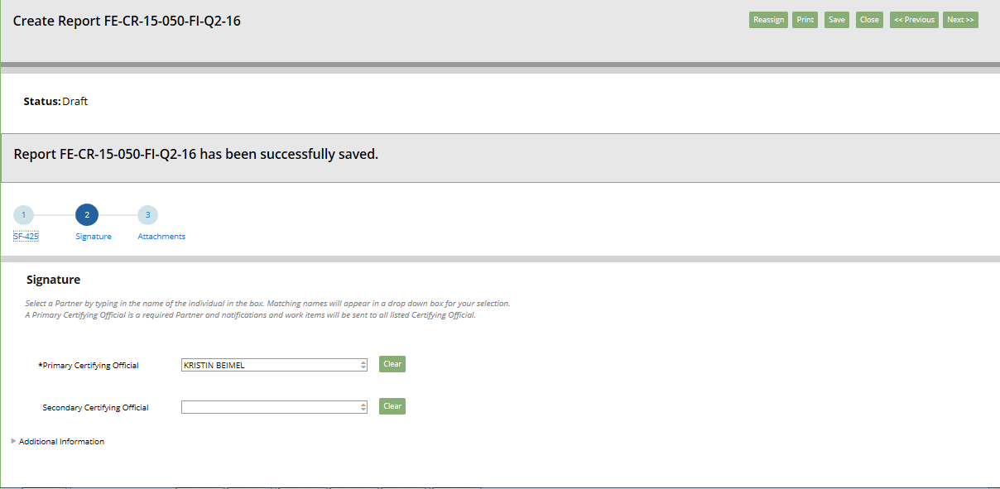 Create Report FE-CR-15-050-FI-Q2-16
Reassign Print Save Close << Previous Next >>
Status: Draft
Report FE-CR-15-050-FI-Q2-16 has been successfully saved.
1 2 3
SF-425 Signature Attachments
Signature
Select a Partner by typing in the name of the individual in the box. Matching names will appear in a drop down box for your selection.
A Primary Certifying Official is a required Partner and notifications and work items will be sent to all listed Certifying Official.
*Primary Certifying Official KRISTIN BEIMEL Clear
Secondary Certifying Official Clear
Additional Information